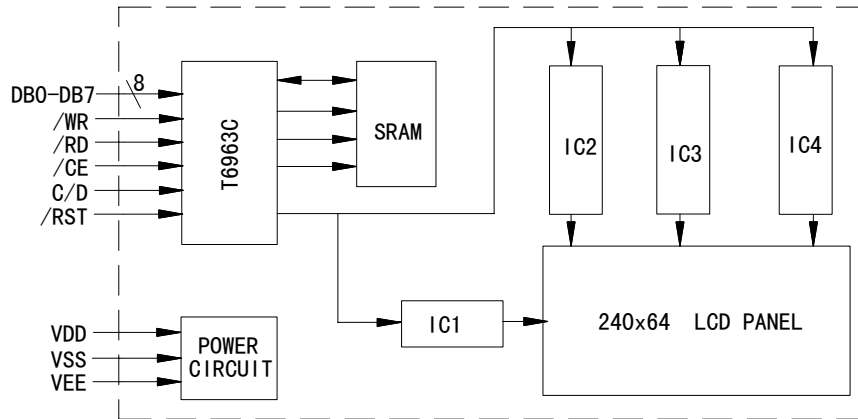 DB0-DB7
8
/WR
/RD
/CE
C/D
/RST
T6963C
SRAM
IC2
IC3
IC4
IC1
240x64 LCD PANEL
VDD
VSS
VEE
POWER
CIRCUIT